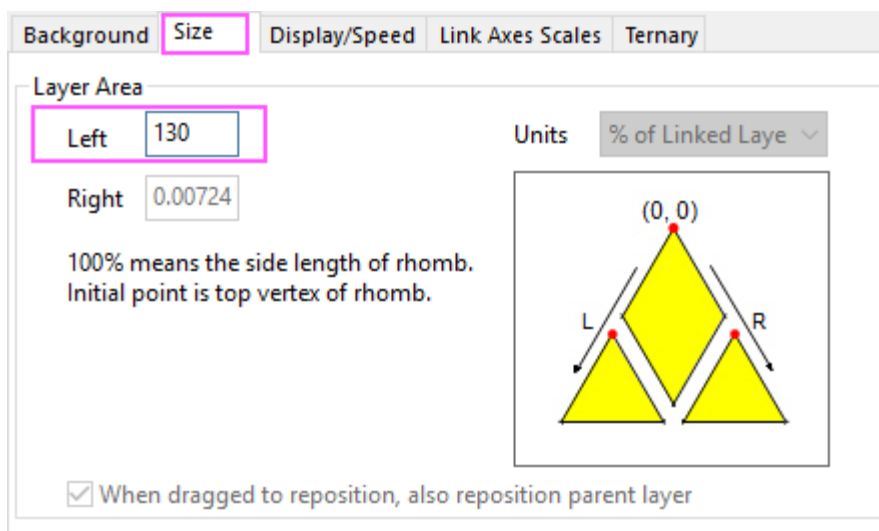 Background Size Display/Speed Link Axes Scales Ternary
Layer Area
Left 130 Units % of Linked Laye
Right 0.00724
(0, 0)
100% means the side length of rhomb.
Initial point is top vertex of rhomb.
L R
When dragged to reposition, also reposition parent layer